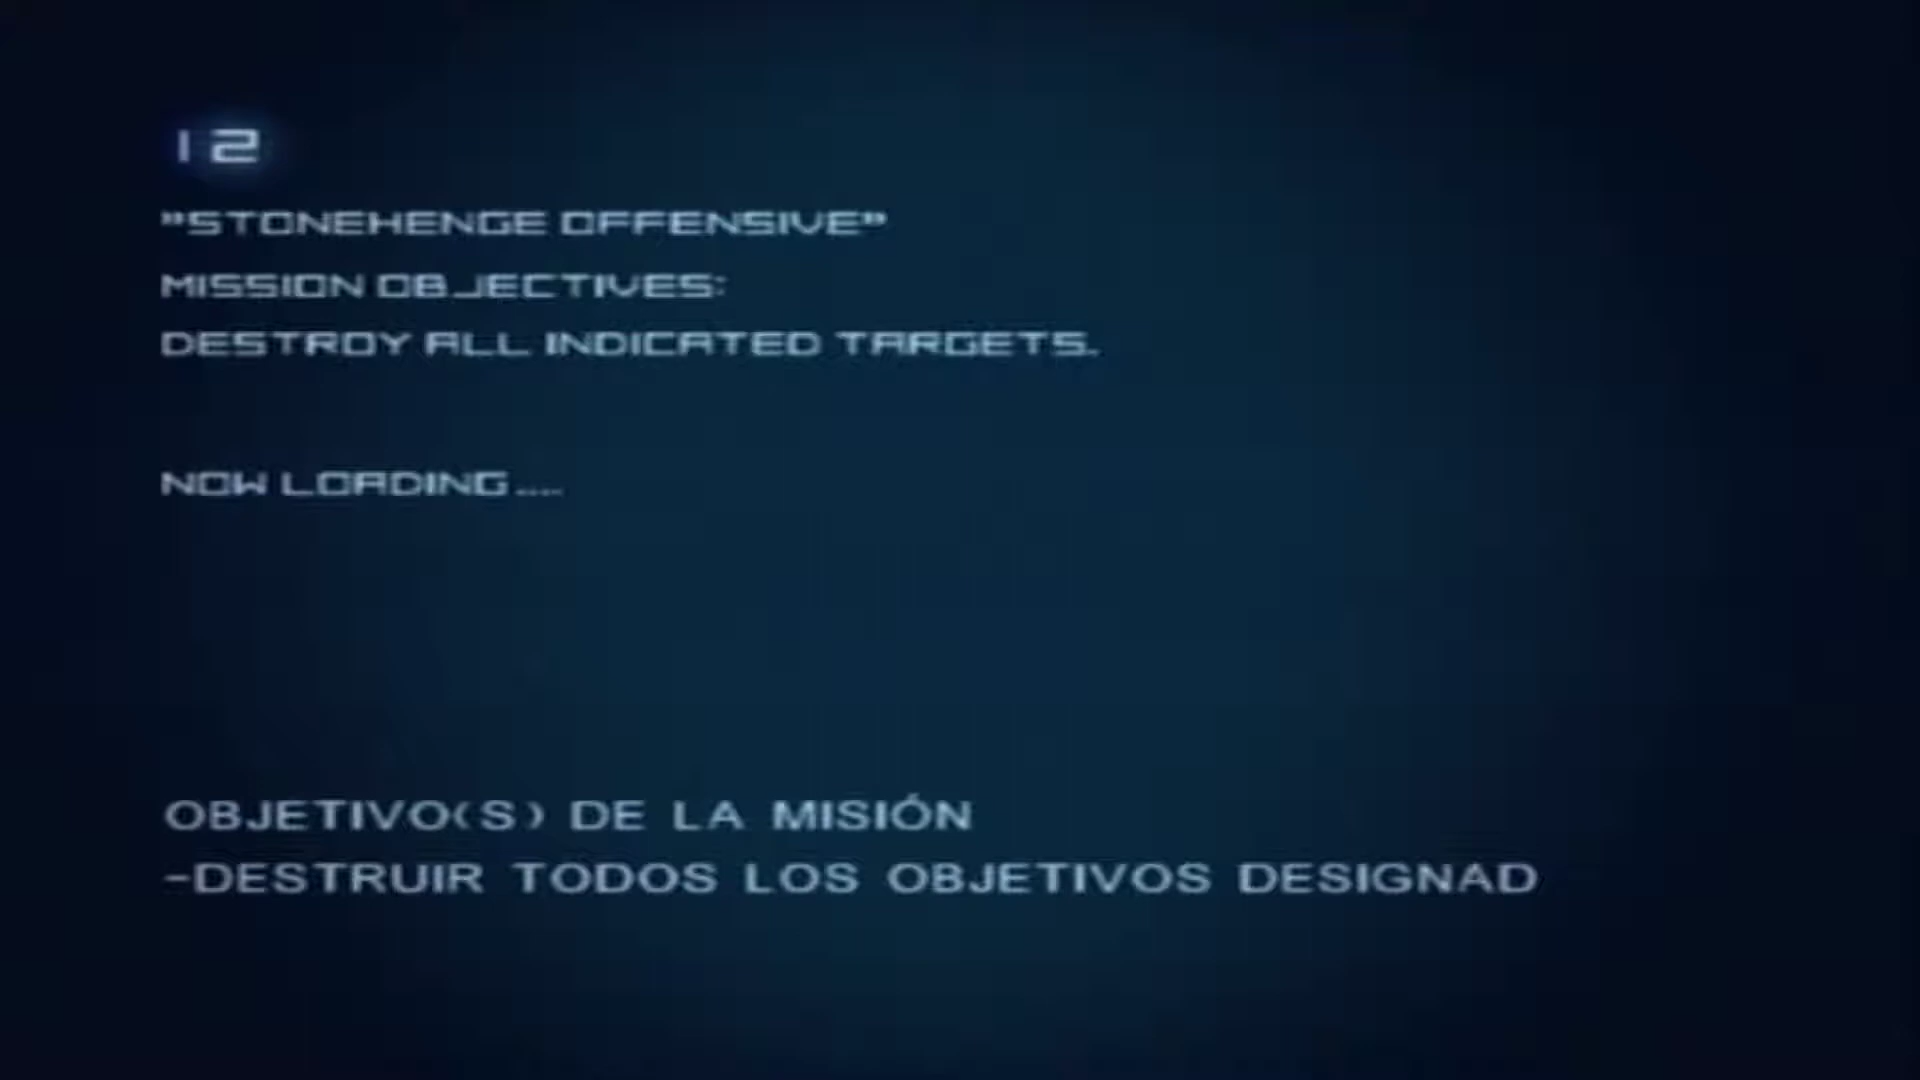 12
"STONEHENGE OFFENSIVE"
MISSION OBJECTIVES:
DESTROY ALL INDICATED TARGETS.
NOW LOADING....
OBJETIVO(S) DE LA MISIÓN
-DESTRUIR TODOS LOS OBJETIVOS DESIGNAD